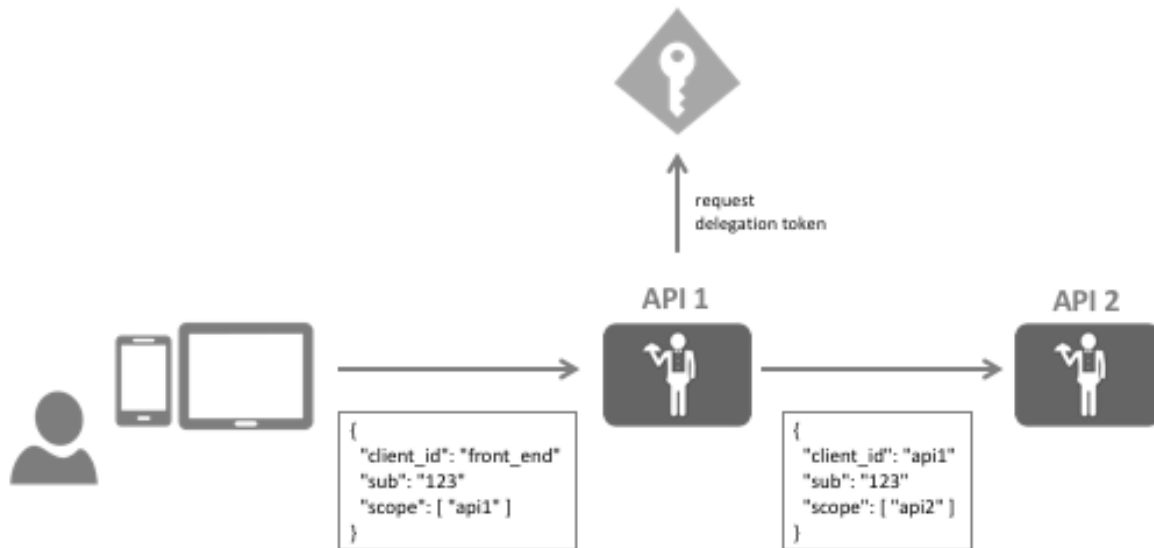 request
delegation token
API 1
API 2
{
"client_id": "front_end"
"sub": "123"
"scope": [ "api1" ]
}
{
"client_id": "api1"
"sub": "123"
"scope": [ "api2" ]
}